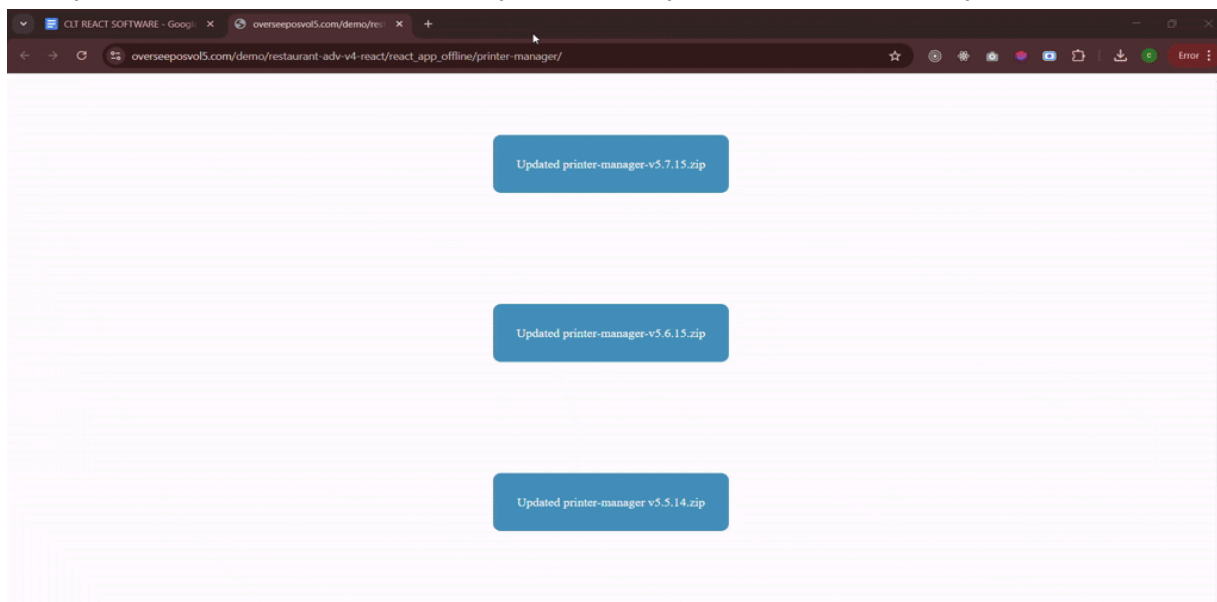 CLT REACT SOFTWARE - Googl
overseeposvol5.com/demo/rest
overseeposvol5.com/demo/restaurant-adv-v4-react/react_app_offline/printer-manager/
Error
Updated printer-manager-v5.7.15.zip
Updated printer-manager-v5.6.15.zip
Updated printer-manager v5.5.14.zip